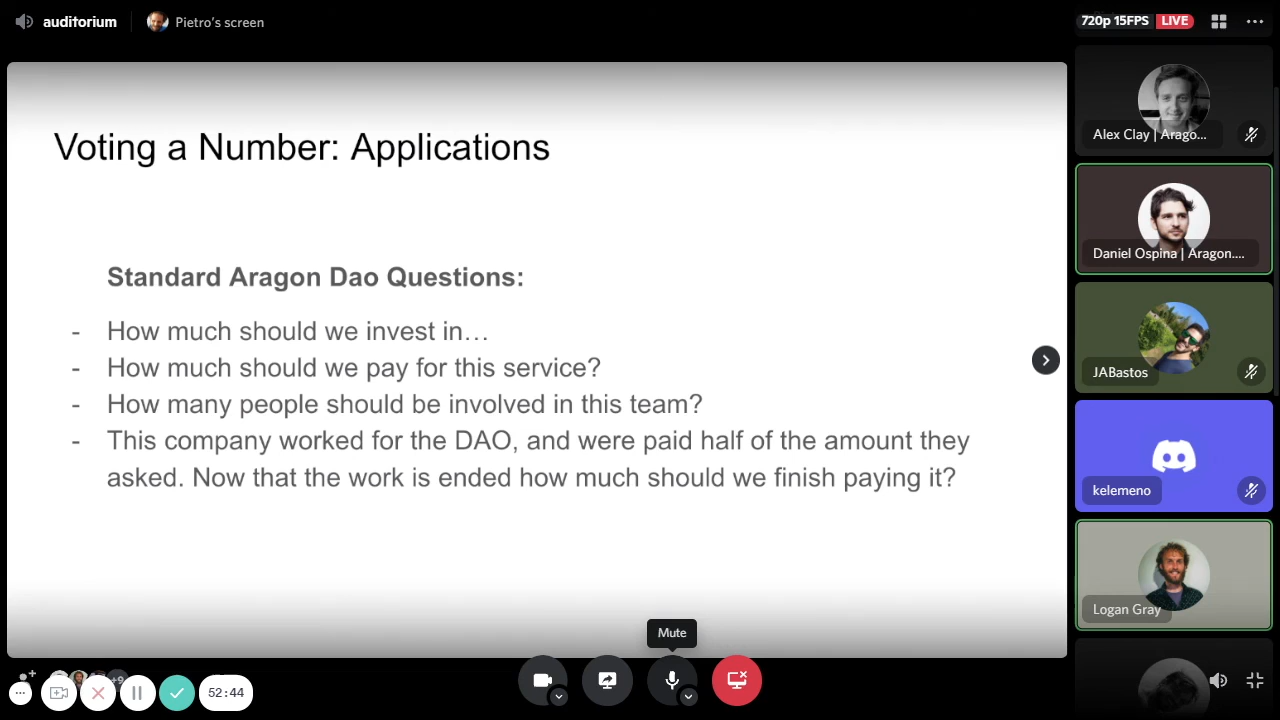 auditorium
Pietro's screen
720p 15FPS
LIVE
Voting a Number: Applications
Standard Aragon Dao Questions:
- How much should we invest in…
- How much should we pay for this service?
- How many people should be involved in this team?
- This company worked for the DAO, and were paid half of the amount they
asked. Now that the work is ended how much should we finish paying it?
Alex Clay | Arago...
Daniel Ospina | Aragon....
JABastos
kelemeno
Logan Gray
Mute
+9
52:44